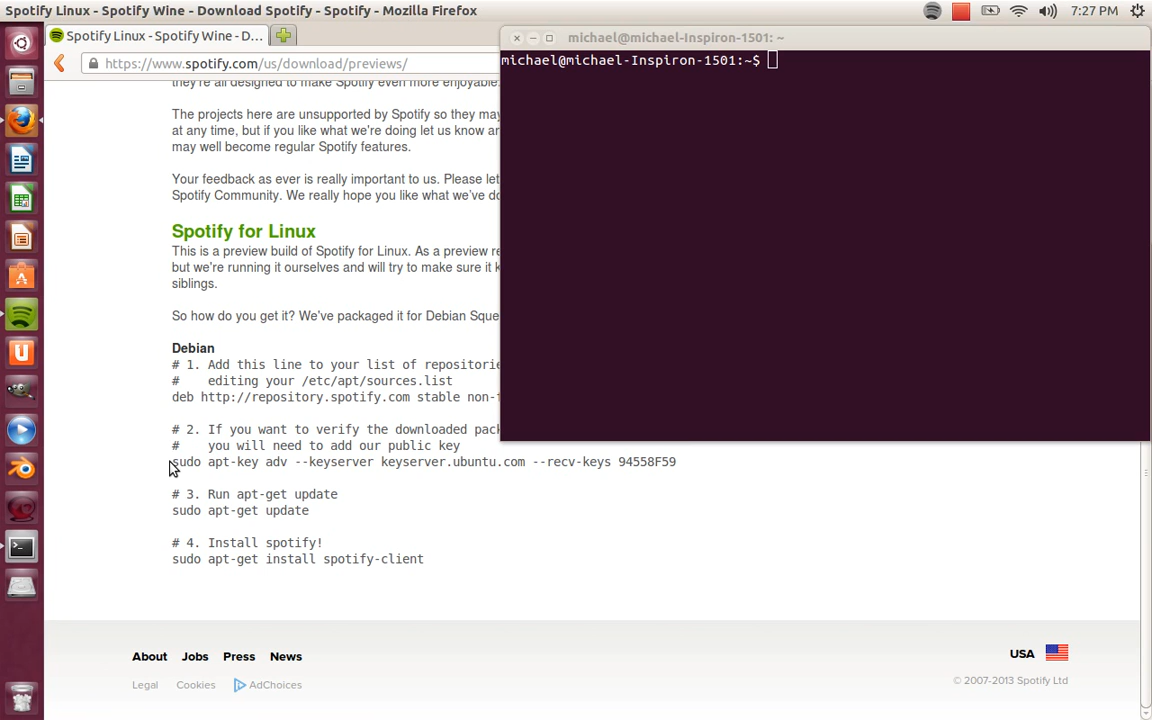 Spotify Linux - Spotify Wine - Download Spotify - Spotify - Mozilla Firefox
7:27 PM
Spotify Linux - Spotify Wine - D...
michael@michael-Inspiron-1501: ~
https://www.spotify.com/us/download/previews/
michael@michael-Inspiron-1501:~$
they're all designed to make Spotify even more enjoyable.
The projects here are unsupported by Spotify so they may
at any time, but if you like what we're doing let us know
may well become regular Spotify features.
Your feedback as ever is really important to us. Please let
Spotify Community. We really hope you like what we've
Spotify for Linux
This is a preview build of Spotify for Linux. As a preview
but we're running it ourselves and will try to make sure it
siblings.
So how do you get it? We've packaged it for Debian
Debian
# 1. Add this line to your list of
# editing your /etc/apt/sources.list
deb http://repository.spotify.com stable
# 2. If you want to verify the downloaded
# you will need to add our public key
sudo apt-key adv --keyserver keyserver.ubuntu.com --recv-keys 94558F59
# 3. Run apt-get update
sudo apt-get update
# 4. Install spotify!
sudo apt-get install spotify-client
About Jobs Press News
USA
Legal Cookies AdChoices
© 2007-2013 Spotify Ltd